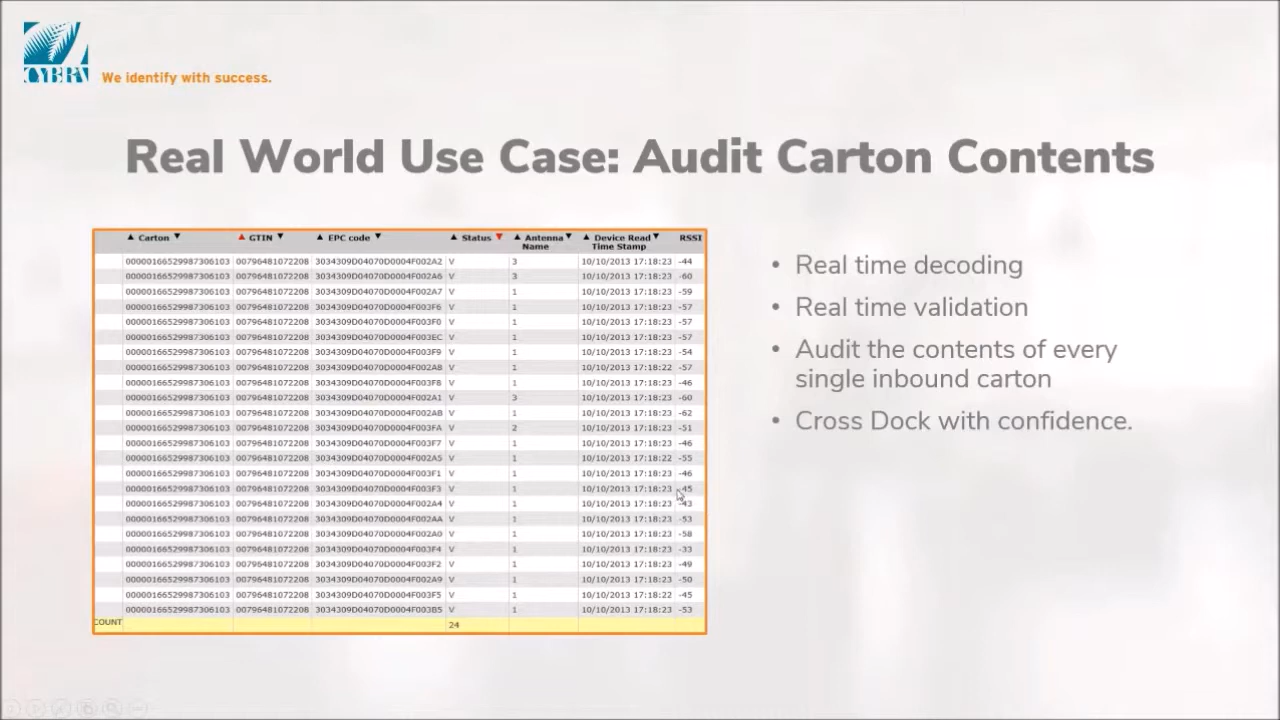 CYBRA We identify with success.
Real World Use Case: Audit Carton Contents
▲ Carton ▼ ▲ GTIN ▼ ▲ EPC code ▼ ▲ Status ▼ ▲ Antenna Name ▼ ▲ Device Read Time Stamp ▼ RSSI
00000166529987306103 00796481072208 3034309D04070D0004F002A2 V 3 10/10/2013 17:18:23 -44
00000166529987306103 00796481072208 3034309D04070D0004F002A6 V 3 10/10/2013 17:18:23 -60
00000166529987306103 00796481072208 3034309D04070D0004F002A7 V 1 10/10/2013 17:18:23 -59
00000166529987306103 00796481072208 3034309D04070D0004F003F6 V 1 10/10/2013 17:18:23 -57
00000166529987306103 00796481072208 3034309D04070D0004F003F0 V 1 10/10/2013 17:18:23 -57
00000166529987306103 00796481072208 3034309D04070D0004F003EC V 1 10/10/2013 17:18:23 -57
00000166529987306103 00796481072208 3034309D04070D0004F003F9 V 1 10/10/2013 17:18:23 -54
00000166529987306103 00796481072208 3034309D04070D0004F002A8 V 1 10/10/2013 17:18:22 -57
00000166529987306103 00796481072208 3034309D04070D0004F003F8 V 1 10/10/2013 17:18:23 -46
00000166529987306103 00796481072208 3034309D04070D0004F002A1 V 3 10/10/2013 17:18:23 -60
00000166529987306103 00796481072208 3034309D04070D0004F002AB V 1 10/10/2013 17:18:23 -62
00000166529987306103 00796481072208 3034309D04070D0004F003FA V 2 10/10/2013 17:18:23 -51
00000166529987306103 00796481072208 3034309D04070D0004F003F7 V 1 10/10/2013 17:18:23 -46
00000166529987306103 00796481072208 3034309D04070D0004F002A5 V 1 10/10/2013 17:18:22 -55
00000166529987306103 00796481072208 3034309D04070D0004F003F1 V 1 10/10/2013 17:18:23 -46
00000166529987306103 00796481072208 3034309D04070D0004F003F3 V 1 10/10/2013 17:18:23 -45
00000166529987306103 00796481072208 3034309D04070D0004F002A4 V 1 10/10/2013 17:18:23 -43
00000166529987306103 00796481072208 3034309D04070D0004F002AA V 1 10/10/2013 17:18:23 -53
00000166529987306103 00796481072208 3034309D04070D0004F002A0 V 1 10/10/2013 17:18:23 -58
00000166529987306103 00796481072208 3034309D04070D0004F003F4 V 1 10/10/2013 17:18:23 -33
00000166529987306103 00796481072208 3034309D04070D0004F003F2 V 1 10/10/2013 17:18:23 -49
00000166529987306103 00796481072208 3034309D04070D0004F002A9 V 1 10/10/2013 17:18:23 -50
00000166529987306103 00796481072208 3034309D04070D0004F003F5 V 1 10/10/2013 17:18:22 -45
00000166529987306103 00796481072208 3034309D04070D0004F003B5 V 1 10/10/2013 17:18:23 -53
COUNT 24
• Real time decoding
• Real time validation
• Audit the contents of every
single inbound carton
• Cross Dock with confidence.